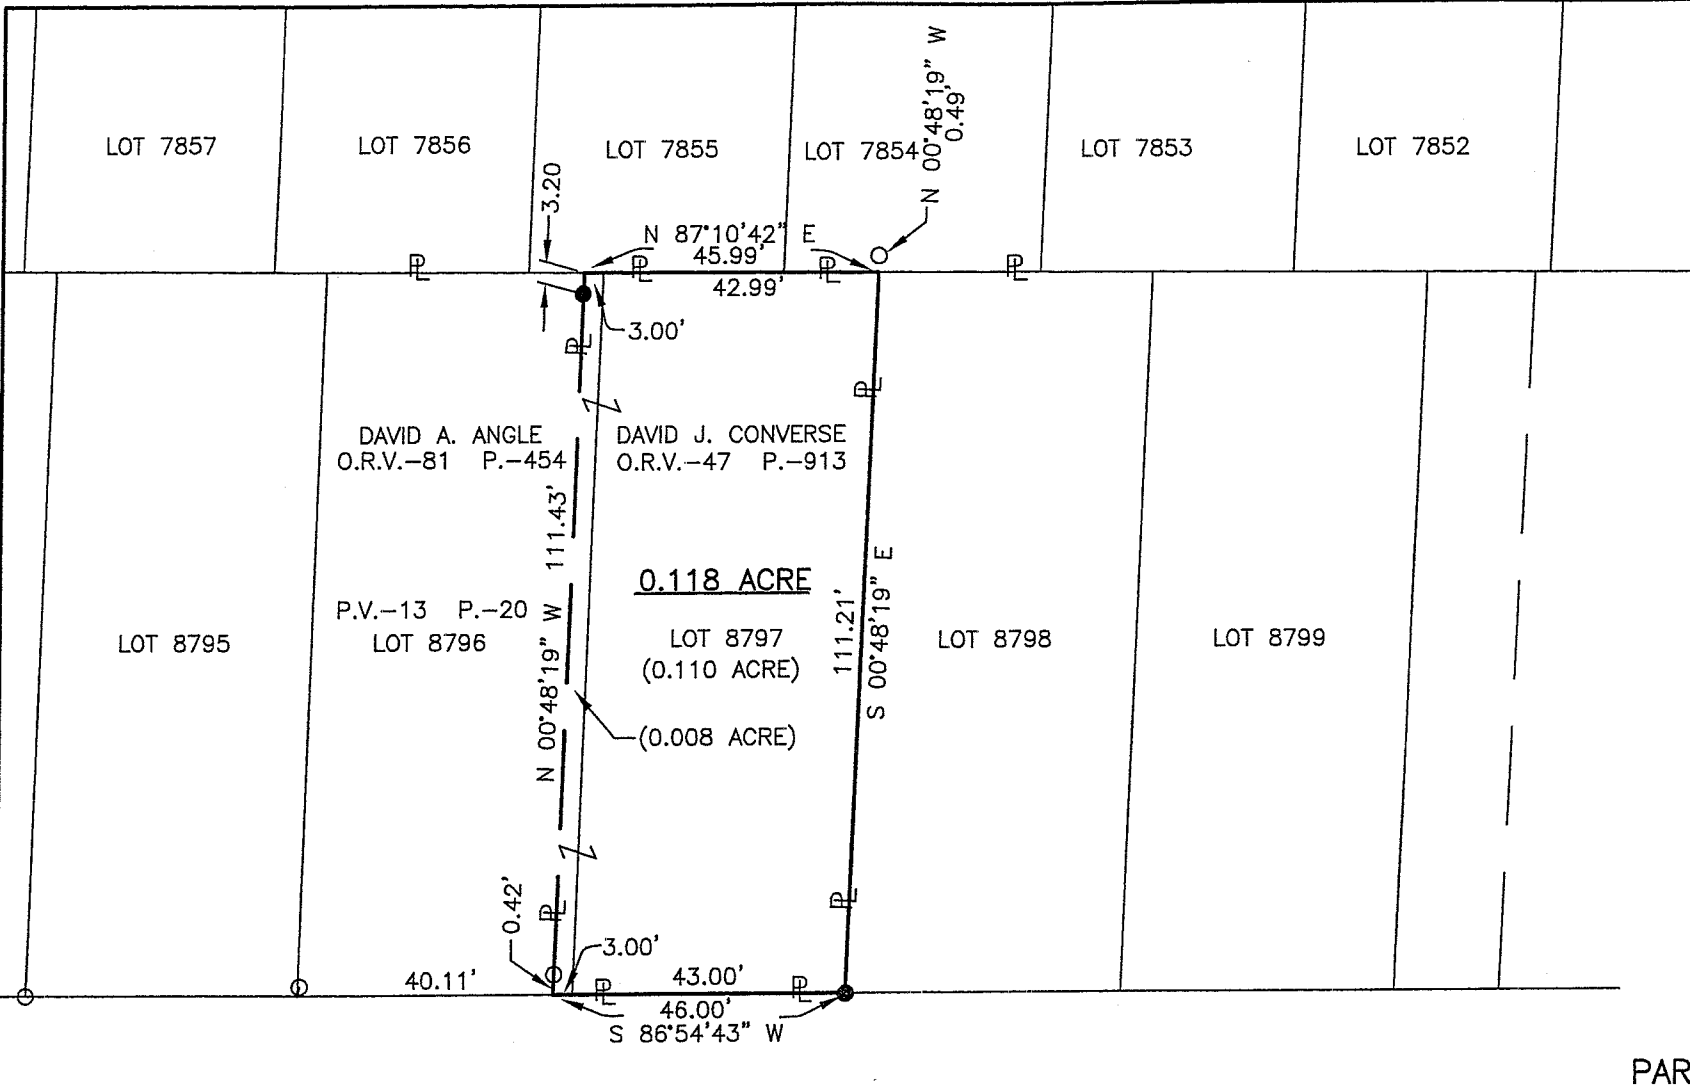 LOT 7857
LOT 7856
LOT 7855
LOT 7854
LOT 7853
LOT 7852
N 00°48'19" W
0.49'
3.20
N 87°10'42" E
45.99'
42.99'
3.00'
PL
PL
PL
PL
PL
PL
DAVID A. ANGLE
O.R.V.-81 P.-454
DAVID J. CONVERSE
O.R.V.-47 P.-913
N 00°48'19" W 111.43'
0.118 ACRE
111.21'
S 00°48'19" E
P.V.-13 P.-20
LOT 8795
LOT 8796
LOT 8797
(0.110 ACRE)
LOT 8798
LOT 8799
(0.008 ACRE)
0.42'
PL
PL
3.00'
40.11'
43.00'
PL
PL
46.00'
S 86°54'43" W
PAR